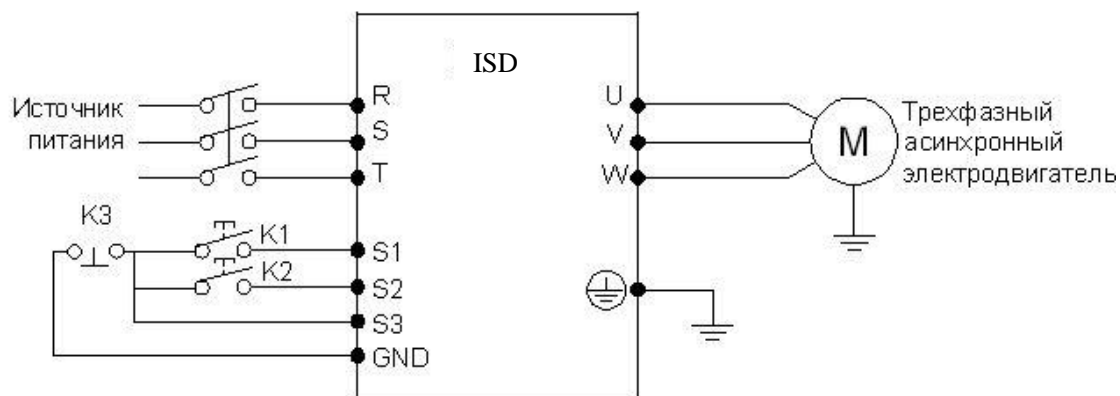 ISD
Источник
питания
R
S
T
U
V
W
M
Трехфазный
асинхронный
электродвигатель
K3
K1
K2
S1
S2
S3
GND